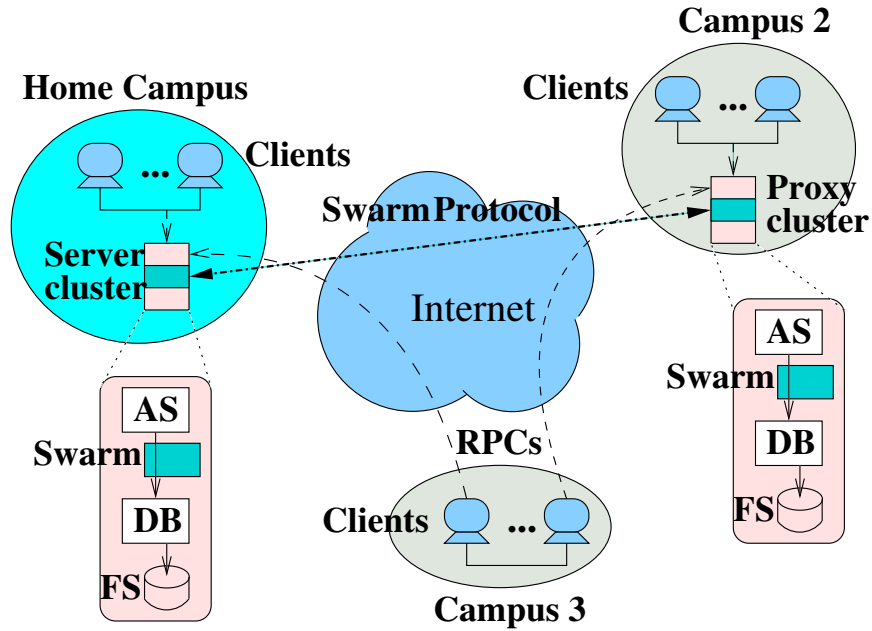 Campus 2
Home Campus
Clients
...
Clients
...
Proxy
cluster
Swarm Protocol
Server
cluster
Internet
AS
Swarm
DB
FS
AS
Swarm
DB
FS
RPCs
Clients
...
Campus 3